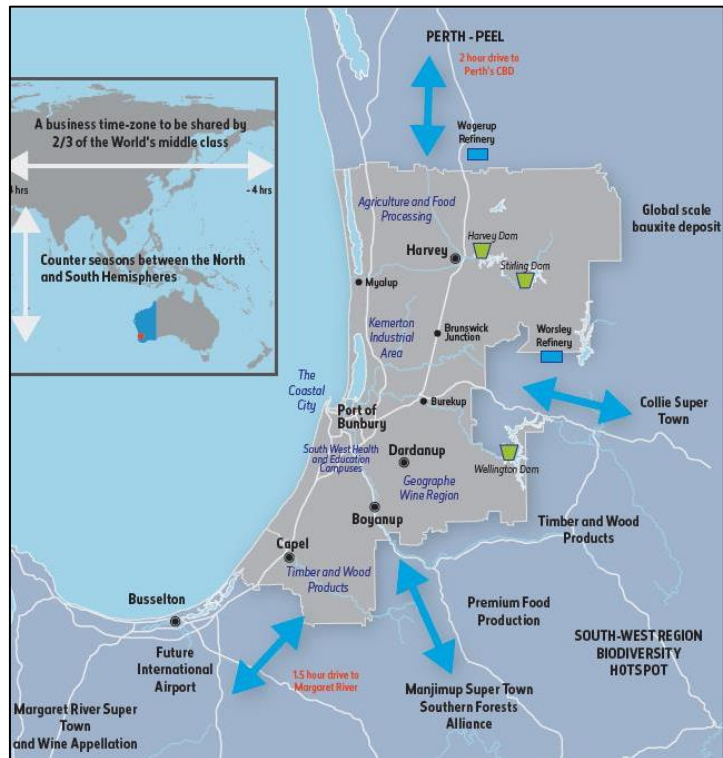 PERTH - PEEL
2 hour drive to
Perth's CBD
A business time-zone to be shared by
2/3 of the World's middle class
hrs
- 4 hrs
Counter seasons between the North
and South Hemispheres
Wagerup
Refinery
Agriculture and Food
Processing
Global scale
bauxite deposit
Harvey
Harvey Dam
Stirling Dam
Myalup
Kemerton
Industrial
Area
Brunswick
Junction
Worsley
Refinery
The
Coastal
City
Port of
Bunbury
Burekup
Collie Super
Town
South West Health
and Education
Campuses
Dardanup
Wellington Dam
Geographe
Wine Region
Boyanup
Timber and Wood
Products
Capel
Timber and Wood
Products
Busselton
Premium Food
Production
Future
International
Airport
1.5 hour drive to
Margaret River
SOUTH-WEST REGION
BIODIVERSITY
HOTSPOT
Margaret River Super
Town
and Wine Appellation
Manjimup Super Town
Southern Forests
Alliance